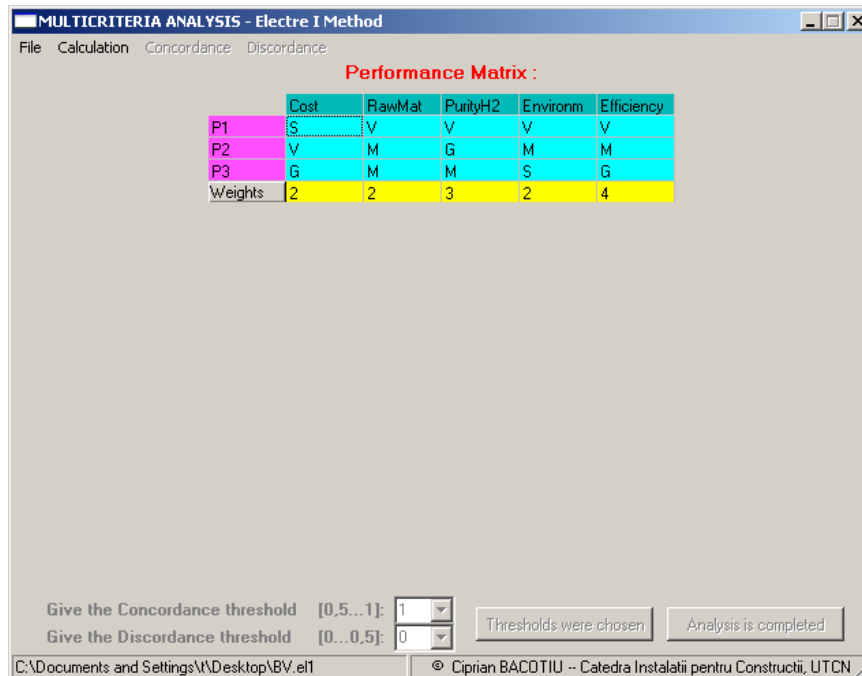 MULTICRITERIA ANALYSIS - Electre I Method
File Calculation Concordance Discordance
Performance Matrix :
Cost RawMat PurityH2 Environm Efficiency
P1 S V V V V
P2 V M G M M
P3 G M M S G
Weights 2 2 3 2 4
Give the Concordance threshold [0,5...1]: 1
Give the Discordance threshold [0...0,5]: 0
Thresholds were chosen Analysis is completed
C:\Documents and Settings\t\Desktop\BV.el1 © Ciprian BACOTIU -- Catedra Instalatii pentru Constructii, UTCN